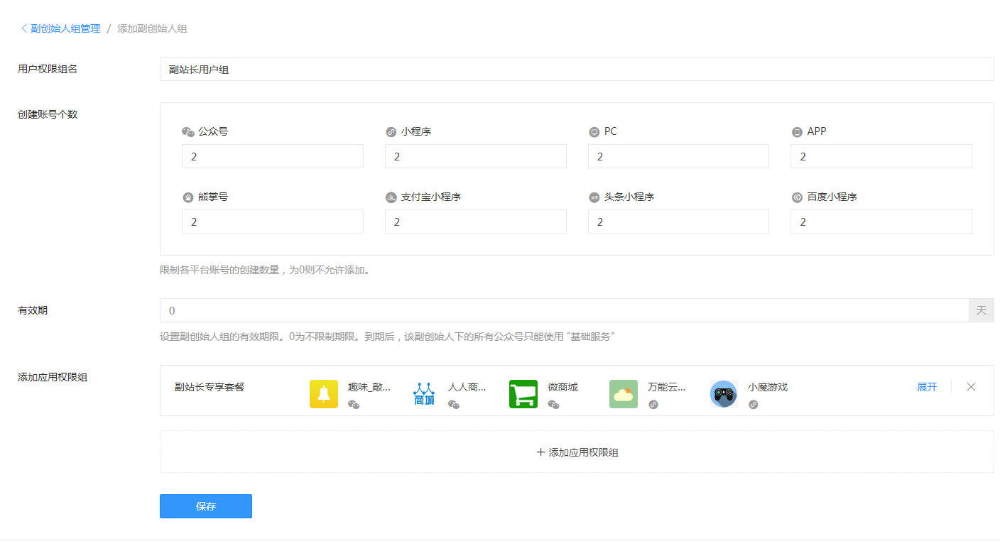 副创始人组管理 / 添加副创始人组
用户权限组名
副站长用户组
创建账号个数
公众号
小程序
PC
APP
2
2
2
2
熊掌号
支付宝小程序
头条小程序
百度小程序
2
2
2
2
限制各平台账号的创建数量，为0则不允许添加。
有效期
0
天
设置副创始人组的有效期限。0为不限制期限。到期后，该副创始人下的所有公众号只能使用 "基础服务"
添加应用权限组
副站长专享套餐
趣味_敲...
商城
人人商...
微商城
万能云...
小魔游戏
展开
添加应用权限组
保存